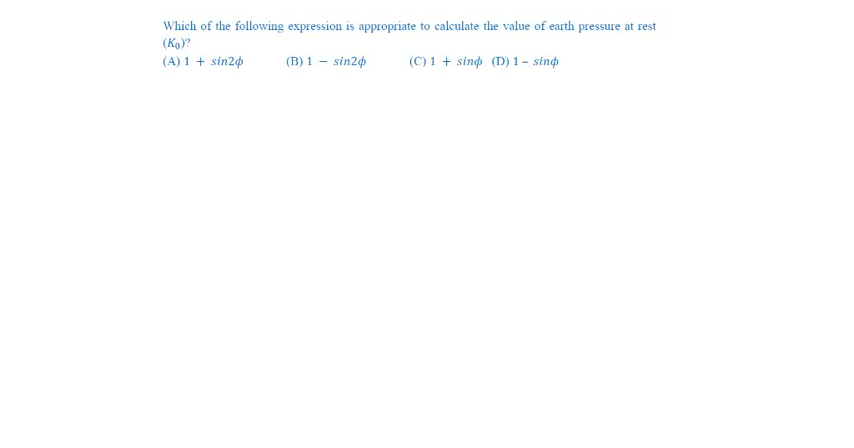 Which of the following expression is appropriate to calculate the value of earth pressure at rest
(K₀)?
(A) 1 + sin2ϕ (B) 1 − sin2ϕ (C) 1 + sinϕ (D) 1 – sinϕ